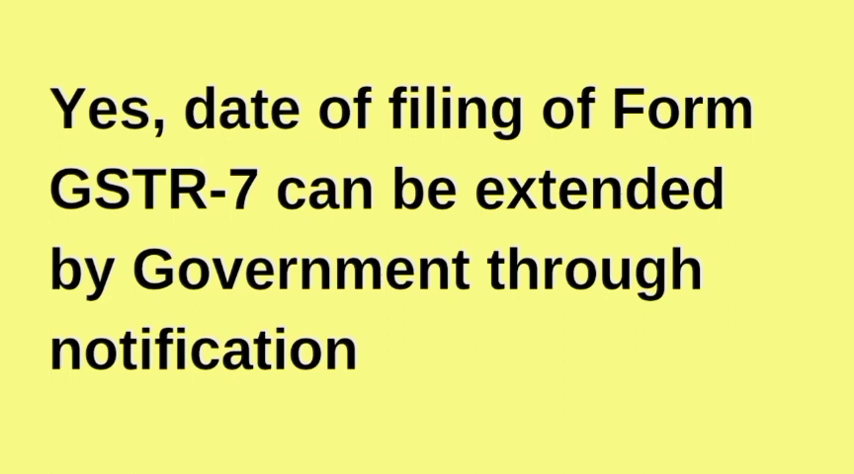 Yes, date of filing of Form
GSTR-7 can be extended
by Government through
notification